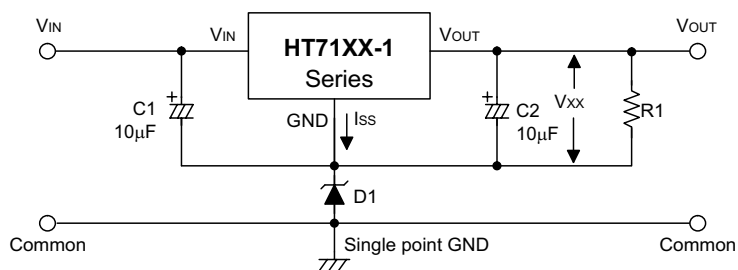 VIN
VIN
HT71XX-1
Series
VOUT
VOUT
C1
10μF
GND
ISS
C2
10μF
VXX
R1
D1
Common
Single point GND
Common